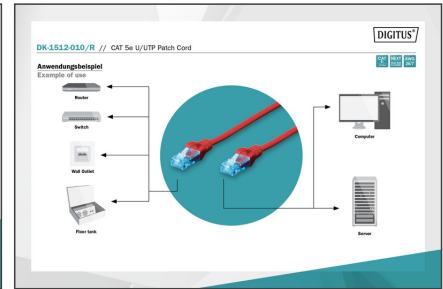 DIGITUS®
DK-1512-010/R // CAT 5e U/UTP Patch Cord
Anwendungsbeispiel
Example of use
Router
Switch
Wall Outlet
Floor tank
Computer
Server